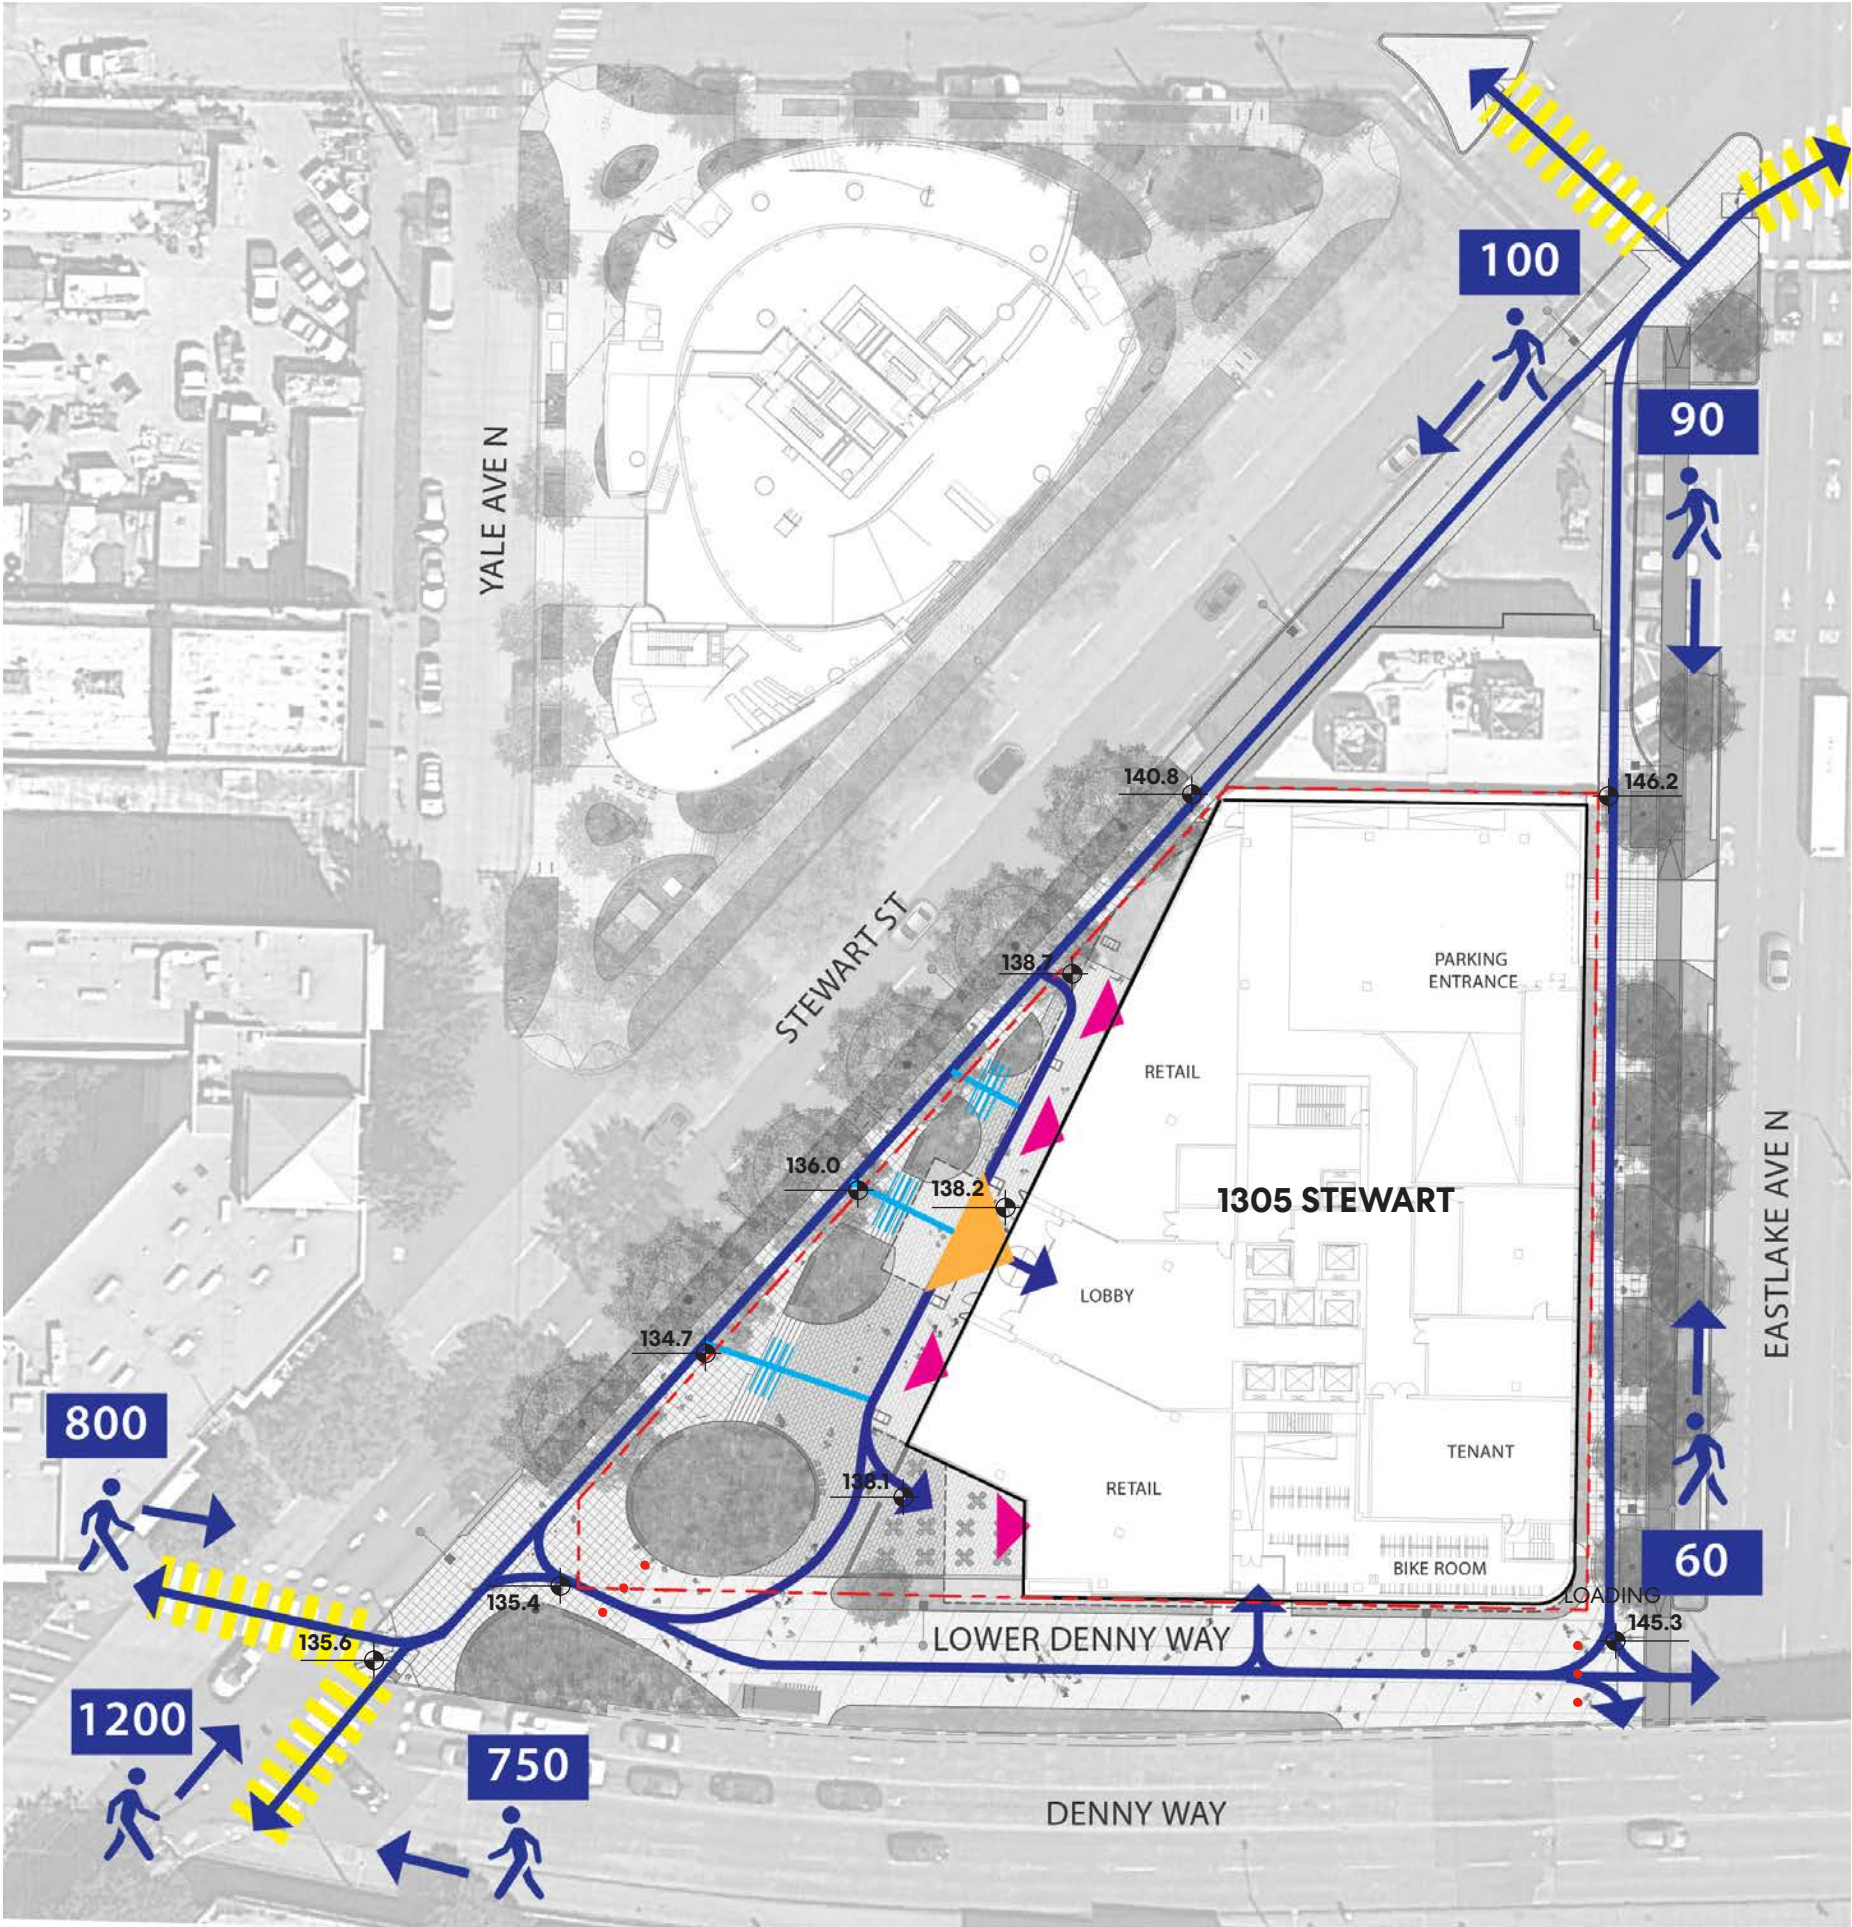 100
90
YALE AVE N
140.8
146.2
STEWART ST
138.7
PARKING
ENTRANCE
RETAIL
136.0
138.2
1305 STEWART
EASTLAKE AVE N
LOBBY
134.7
800
TENANT
138.1
RETAIL
BIKE ROOM
60
LOADING
135.4
145.3
135.6
LOWER DENNY WAY
1200
750
DENNY WAY